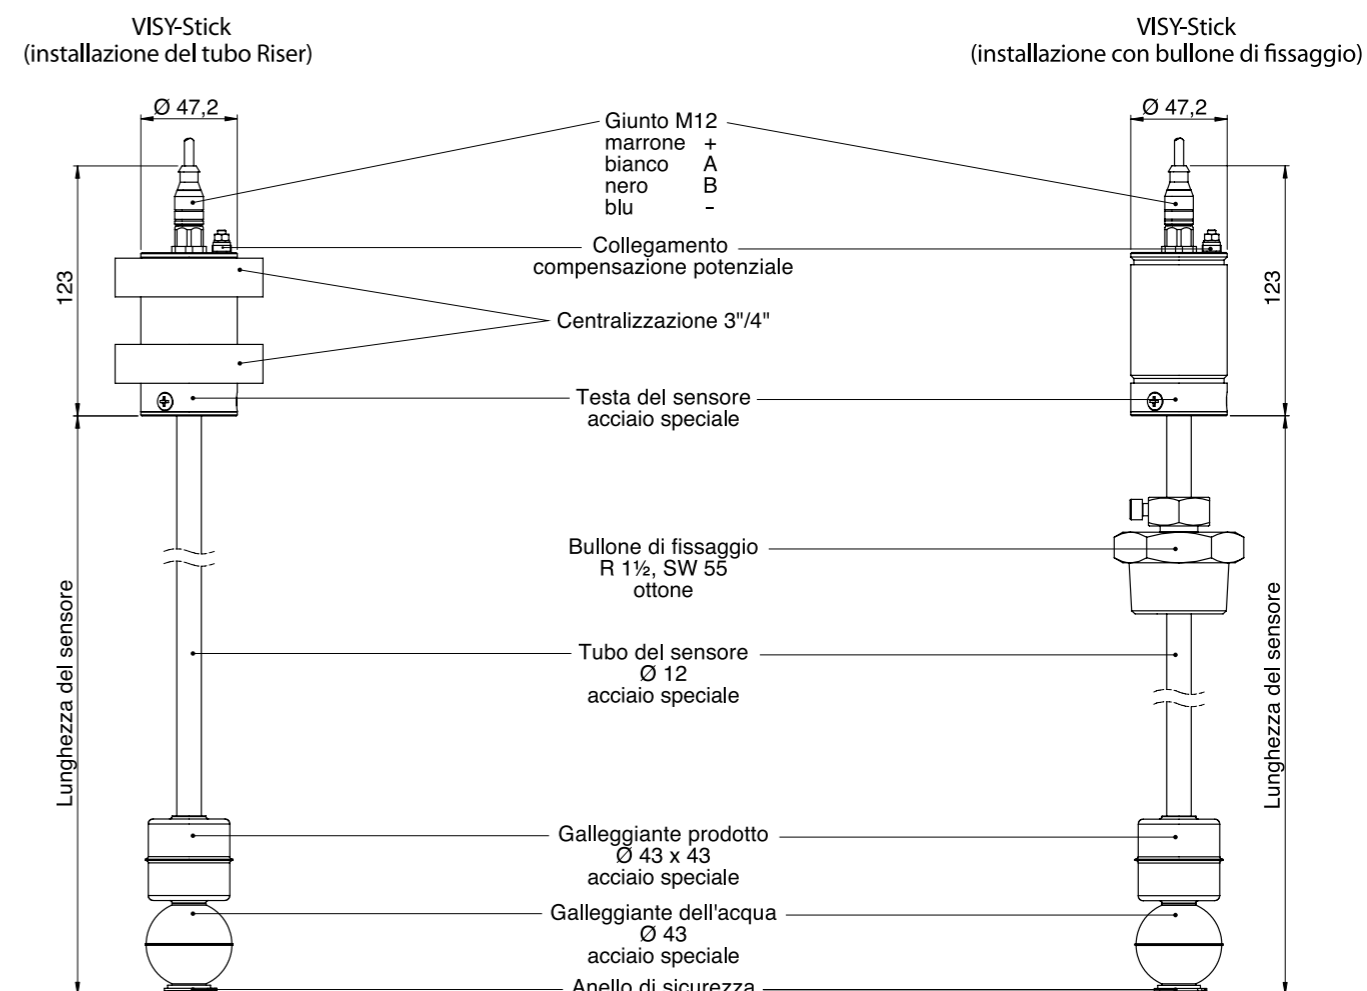 VISY-Stick
(installazione del tubo Riser)
VISY-Stick
(installazione con bullone di fissaggio)
Ø 47,2
Ø 47,2
Giunto M12
marrone +
bianco A
nero B
blu -
Collegamento
compensazione potenziale
123
123
Centralizzazione 3"/4"
Testa del sensore
acciaio speciale
Bullone di fissaggio
R 1½, SW 55
ottone
Lunghezza del sensore
Lunghezza del sensore
Tubo del sensore
Ø 12
acciaio speciale
Galleggiante prodotto
Ø 43 x 43
acciaio speciale
Galleggiante dell'acqua
Ø 43
acciaio speciale
Anello di sicurezza